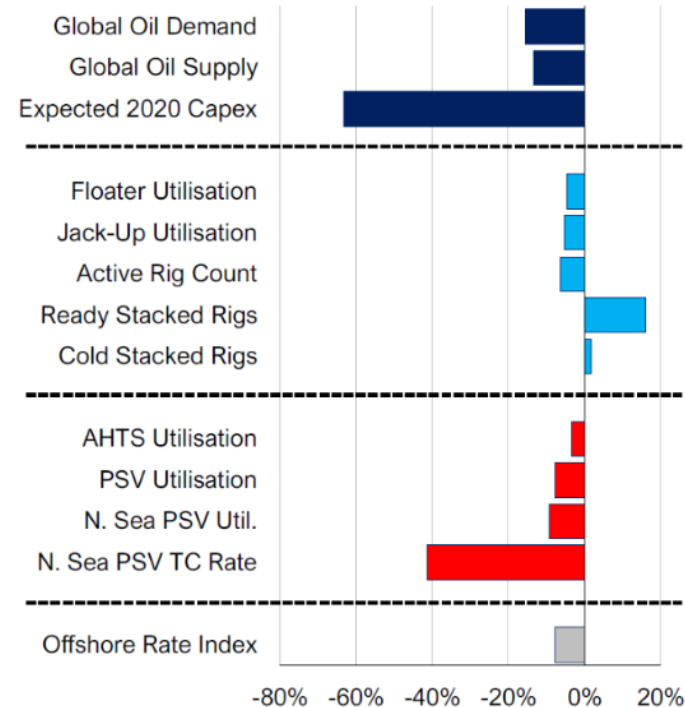 Global Oil Demand
Global Oil Supply
Expected 2020 Capex
Floater Utilisation
Jack-Up Utilisation
Active Rig Count
Ready Stacked Rigs
Cold Stacked Rigs
AHTS Utilisation
PSV Utilisation
N. Sea PSV Util.
N. Sea PSV TC Rate
Offshore Rate Index
-80% -60% -40% -20% 0% 20%